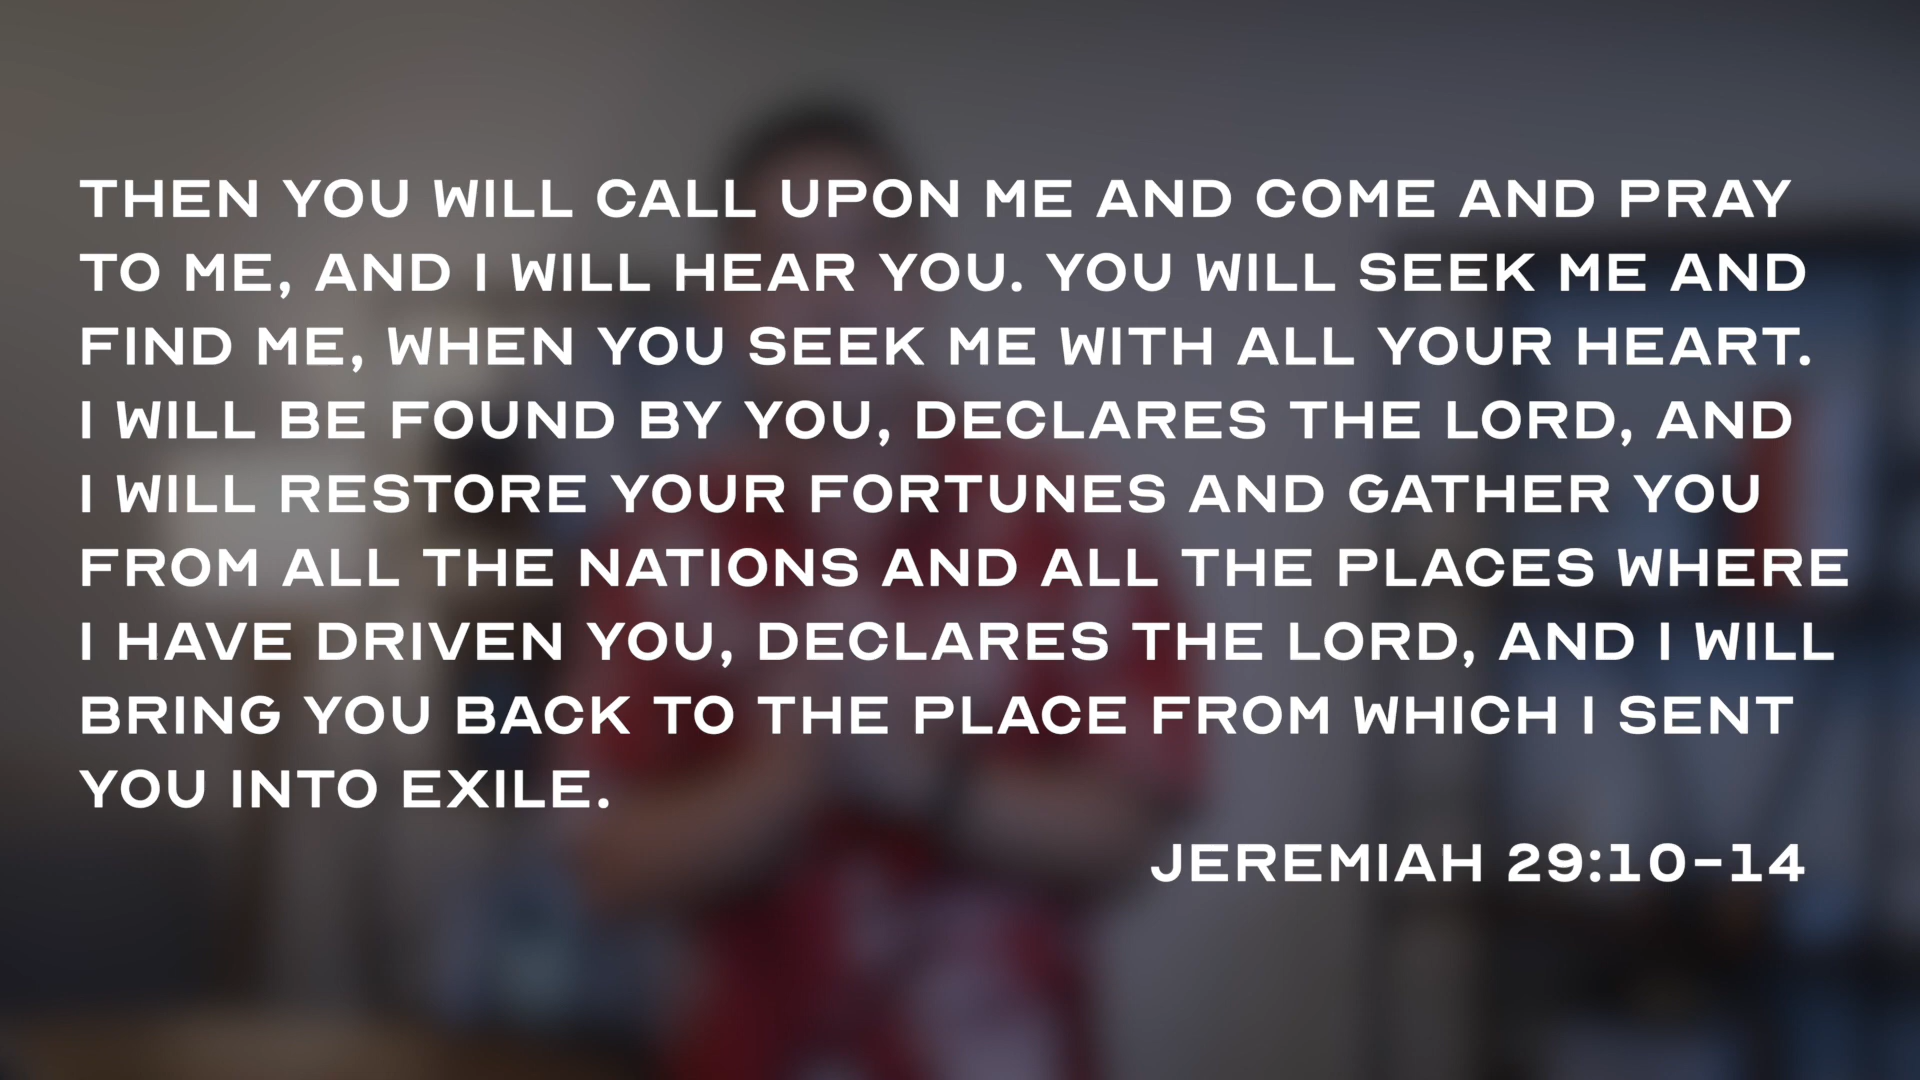 THEN YOU WILL CALL UPON ME AND COME AND PRAY
TO ME, AND I WILL HEAR YOU. YOU WILL SEEK ME AND
FIND ME, WHEN YOU SEEK ME WITH ALL YOUR HEART.
I WILL BE FOUND BY YOU, DECLARES THE LORD, AND
I WILL RESTORE YOUR FORTUNES AND GATHER YOU
FROM ALL THE NATIONS AND ALL THE PLACES WHERE
I HAVE DRIVEN YOU, DECLARES THE LORD, AND I WILL
BRING YOU BACK TO THE PLACE FROM WHICH I SENT
YOU INTO EXILE.
JEREMIAH 29:10-14